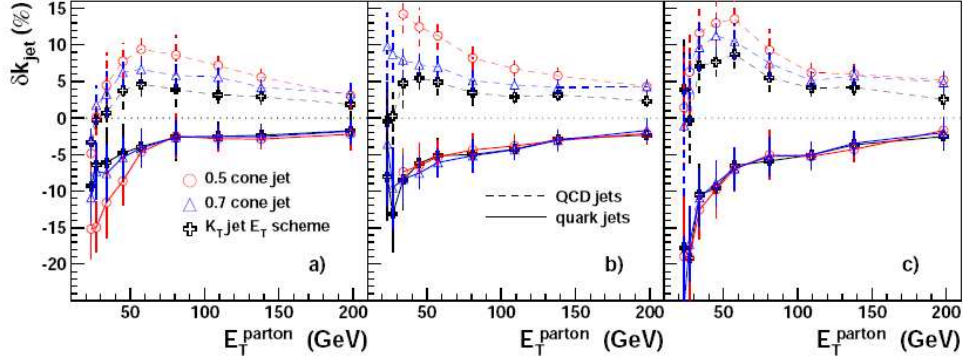 δk_jet (%)
15
10
5
0
-5
-10
-15
-20
0.5 cone jet
0.7 cone jet
K_T jet E_T scheme
QCD jets
quark jets
a)
b)
c)
50 100 150 200
50 100 150 200
50 100 150 200
E_T^parton (GeV)
E_T^parton (GeV)
E_T^parton (GeV)